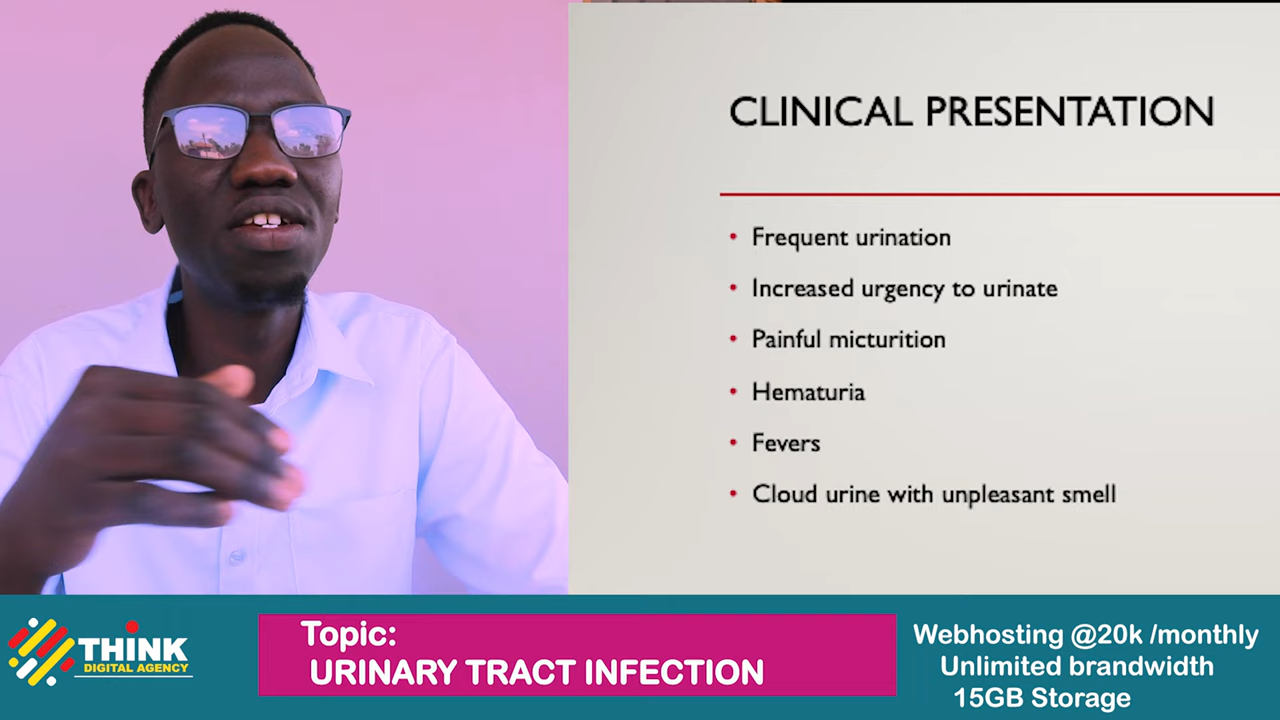 CLINICAL PRESENTATION
• Frequent urination
• Increased urgency to urinate
• Painful micturition
• Hematuria
• Fevers
• Cloud urine with unpleasant smell
THINK
DIGITAL AGENCY
Topic:
URINARY TRACT INFECTION
Webhosting @20k /monthly
Unlimited brandwidth
15GB Storage